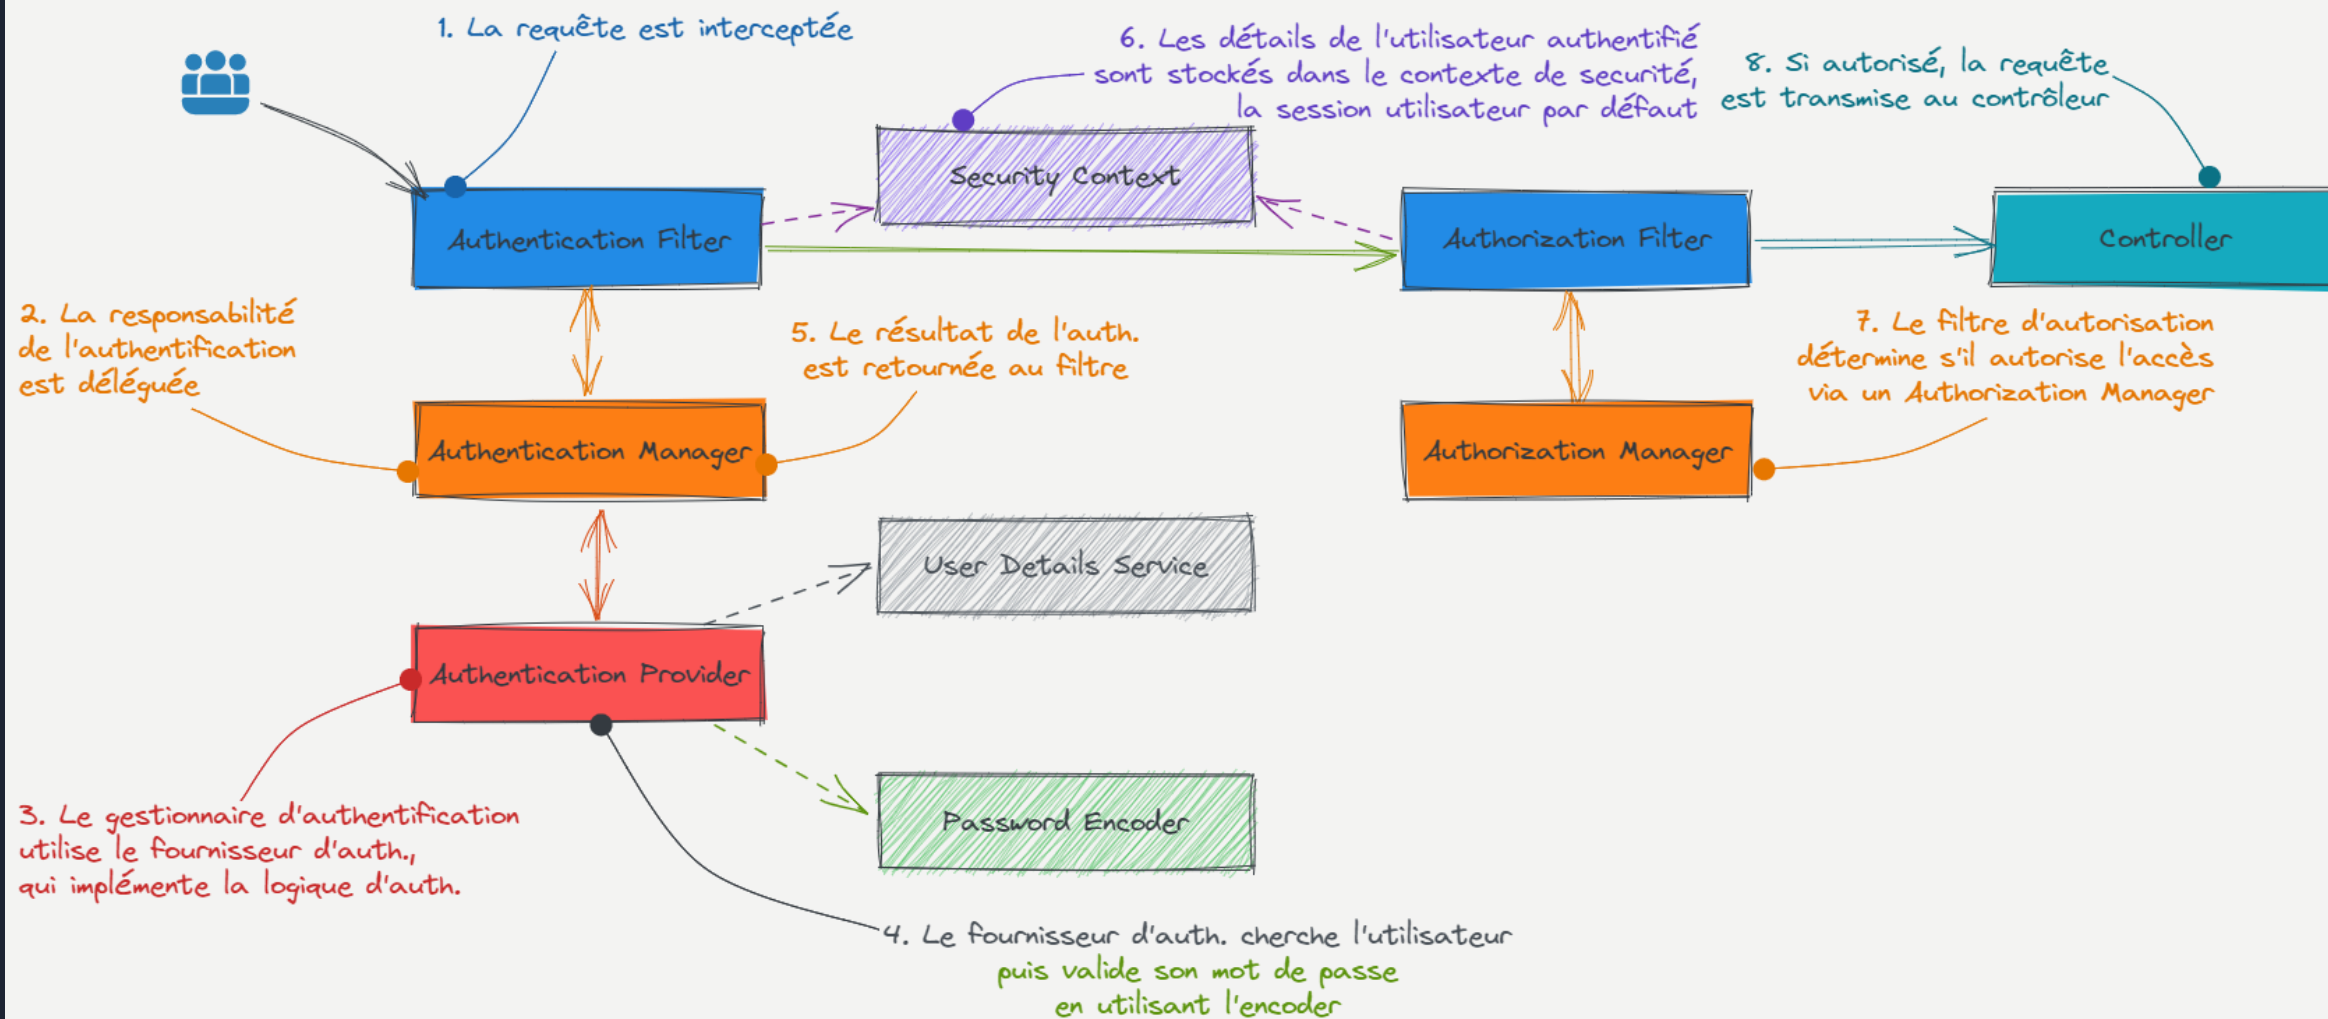 1. La requête est interceptée
6. Les détails de l'utilisateur authentifié
sont stockés dans le contexte de securité,
la session utilisateur par défaut
8. Si autorisé, la requête
est transmise au contrôleur
Security Context
Authentication Filter
Authorization Filter
Controller
2. La responsabilité
de l'authentification
est déléguée
5. Le résultat de l'auth.
est retournée au filtre
7. Le filtre d'autorisation
détermine s'il autorise l'accès
via un Authorization Manager
Authentication Manager
Authorization Manager
User Details Service
Authentication Provider
3. Le gestionnaire d'authentification
utilise le fournisseur d'auth.,
qui implémente la logique d'auth.
Password Encoder
4. Le fournisseur d'auth. cherche l'utilisateur
puis valide son mot de passe
en utilisant l'encoder